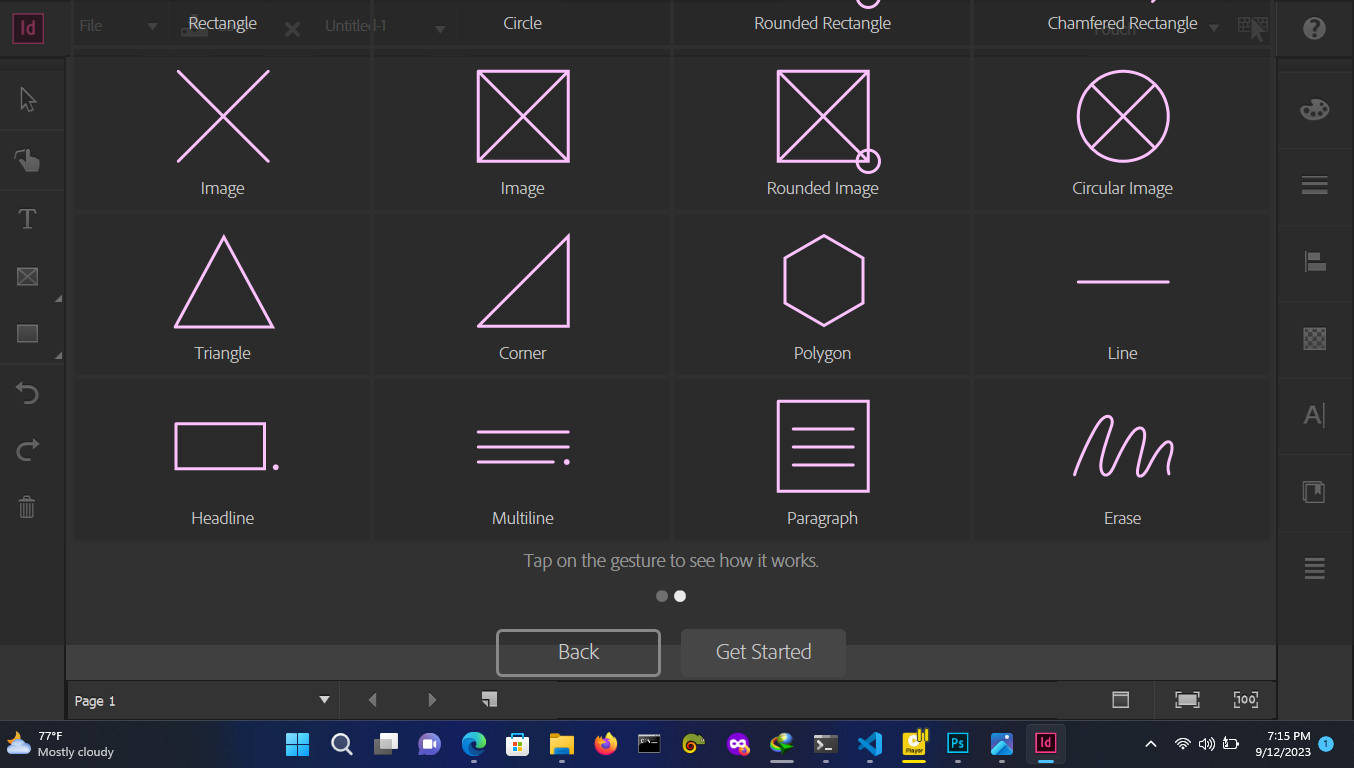 Id
File
Untitled-1
Touch
Rectangle
Circle
Rounded Rectangle
Chamfered Rectangle
Image
Image
Rounded Image
Circular Image
T
Triangle
Corner
Polygon
Line
A
Headline
Multiline
Paragraph
Erase
Tap on the gesture to see how it works.
Back
Get Started
Page 1
77°F
Mostly cloudy
Player
Ps
Id
7:15 PM
9/12/2023
1